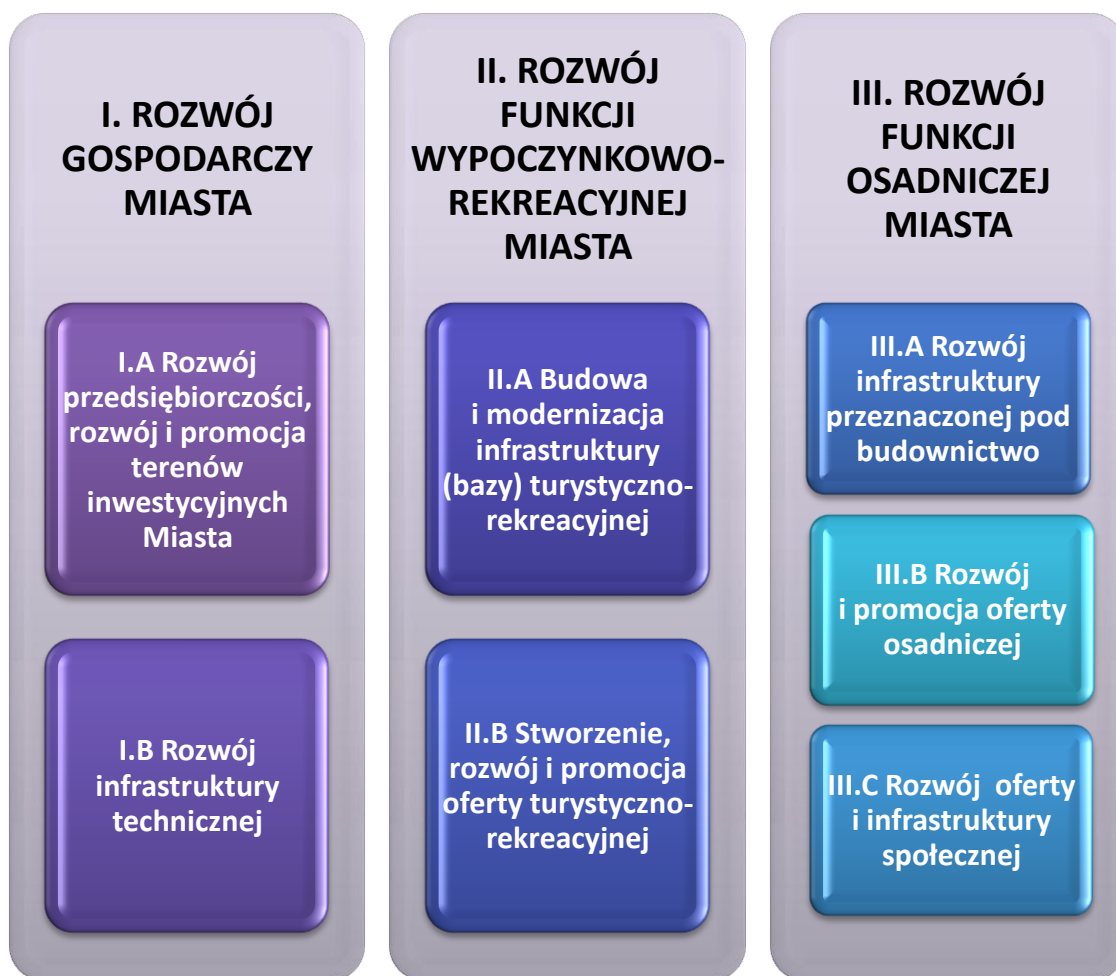 I. ROZWÓJ
GOSPODARCZY
MIASTA
I.A Rozwój
przedsiębiorczości,
rozwój i promocja
terenów
inwestycyjnych
Miasta
I.B Rozwój
infrastruktury
technicznej
II. ROZWÓJ
FUNKCJI
WYPOCZYNKOWO-
REKREACYJNEJ
MIASTA
II.A Budowa
i modernizacja
infrastruktury
(bazy) turystyczno-
rekreacyjnej
II.B Stworzenie,
rozwój i promocja
oferty turystyczno-
rekreacyjnej
III. ROZWÓJ
FUNKCJI
OSADNICZEJ
MIASTA
III.A Rozwój
infrastruktury
przeznaczonej pod
budownictwo
III.B Rozwój
i promocja oferty
osadniczej
III.C Rozwój  oferty
i infrastruktury
społecznej